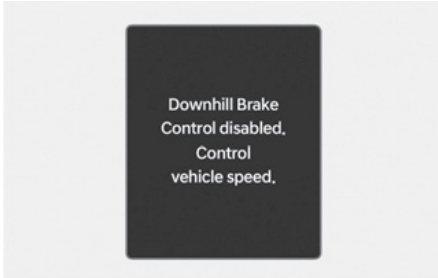 Downhill Brake
Control disabled.
Control
vehicle speed.